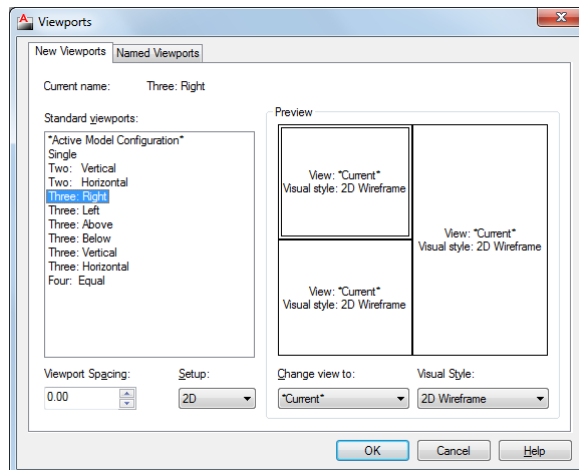 Viewports
New Viewports
Named Viewports
Current name: Three: Right
Standard viewports:
*Active Model Configuration*
Single
Two: Vertical
Two: Horizontal
Three: Right
Three: Left
Three: Above
Three: Below
Three: Vertical
Three: Horizontal
Four: Equal
Preview
View: *Current*
Visual style: 2D Wireframe
View: *Current*
Visual style: 2D Wireframe
View: *Current*
Visual style: 2D Wireframe
Viewport Spacing:
0.00
Setup:
2D
Change view to:
*Current*
Visual Style:
2D Wireframe
OK
Cancel
Help